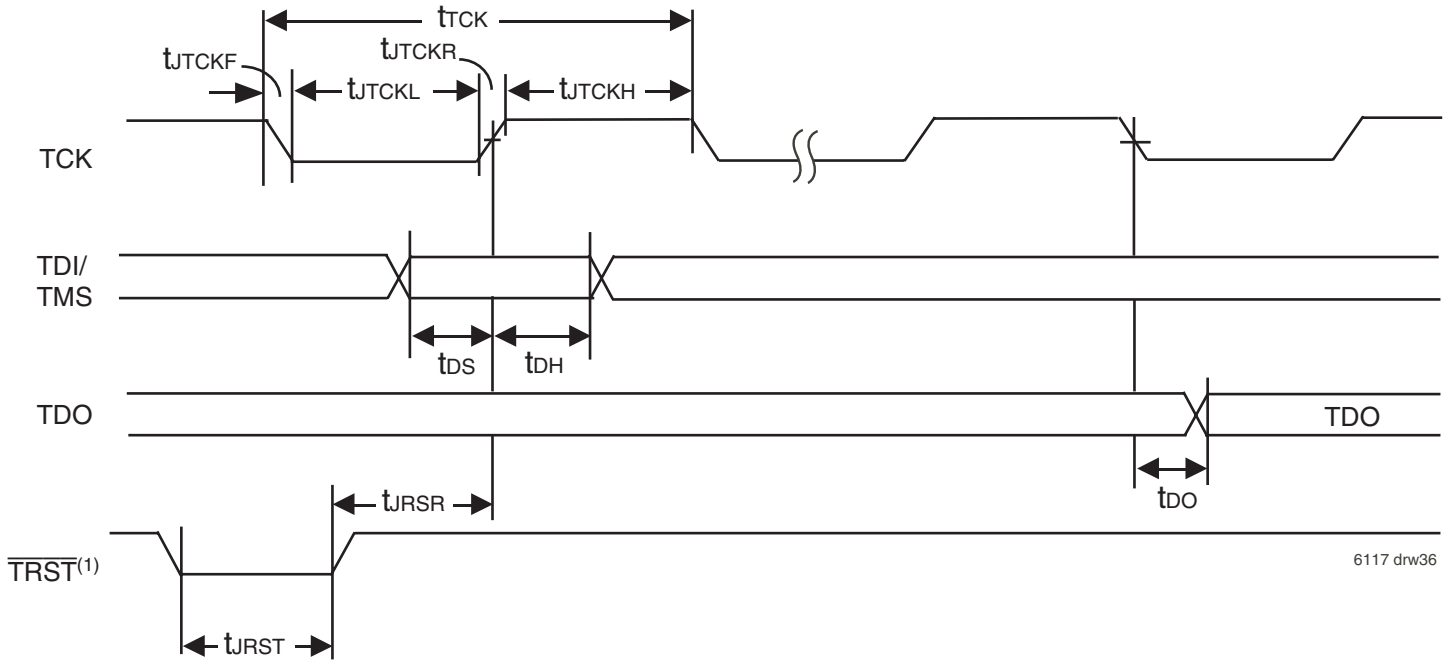 tTCK
tJTCKF
tJTCKR
tJTCKL
tJTCKH
TCK
TDI/
TMS
tDS
tDH
TDO
TDO
tDO
tJRSR
TRST(1)
6117 drw36
tJRST